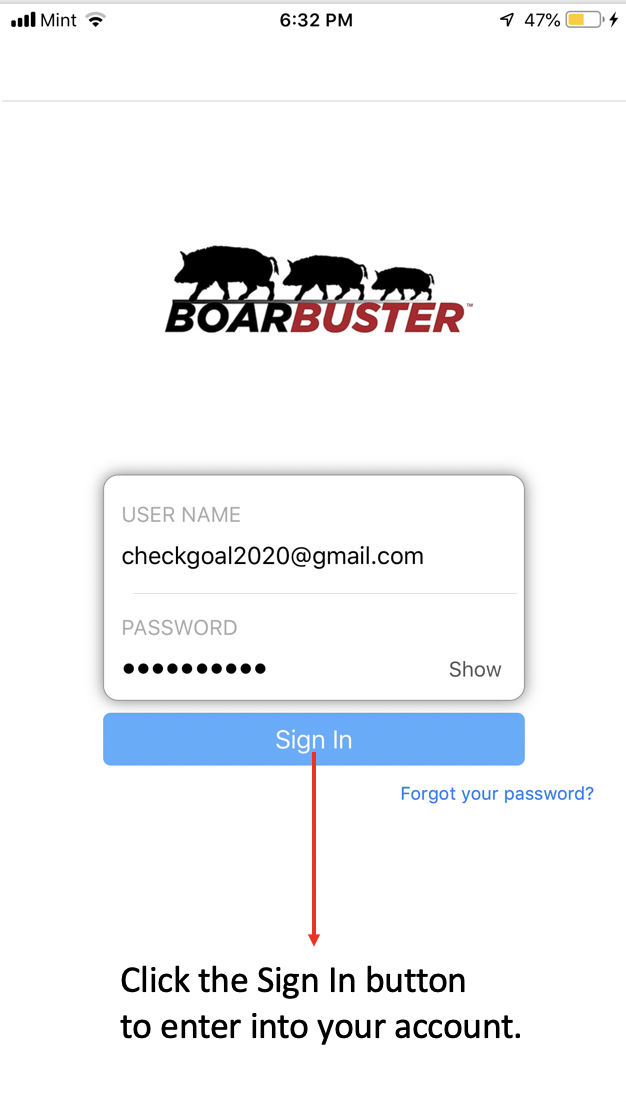 Mint 6:32 PM 47%
BOARBUSTER™
USER NAME
checkgoal2020@gmail.com
PASSWORD
●●●●●●●●●● Show
Sign In
Forgot your password?
Click the Sign In button
to enter into your account.